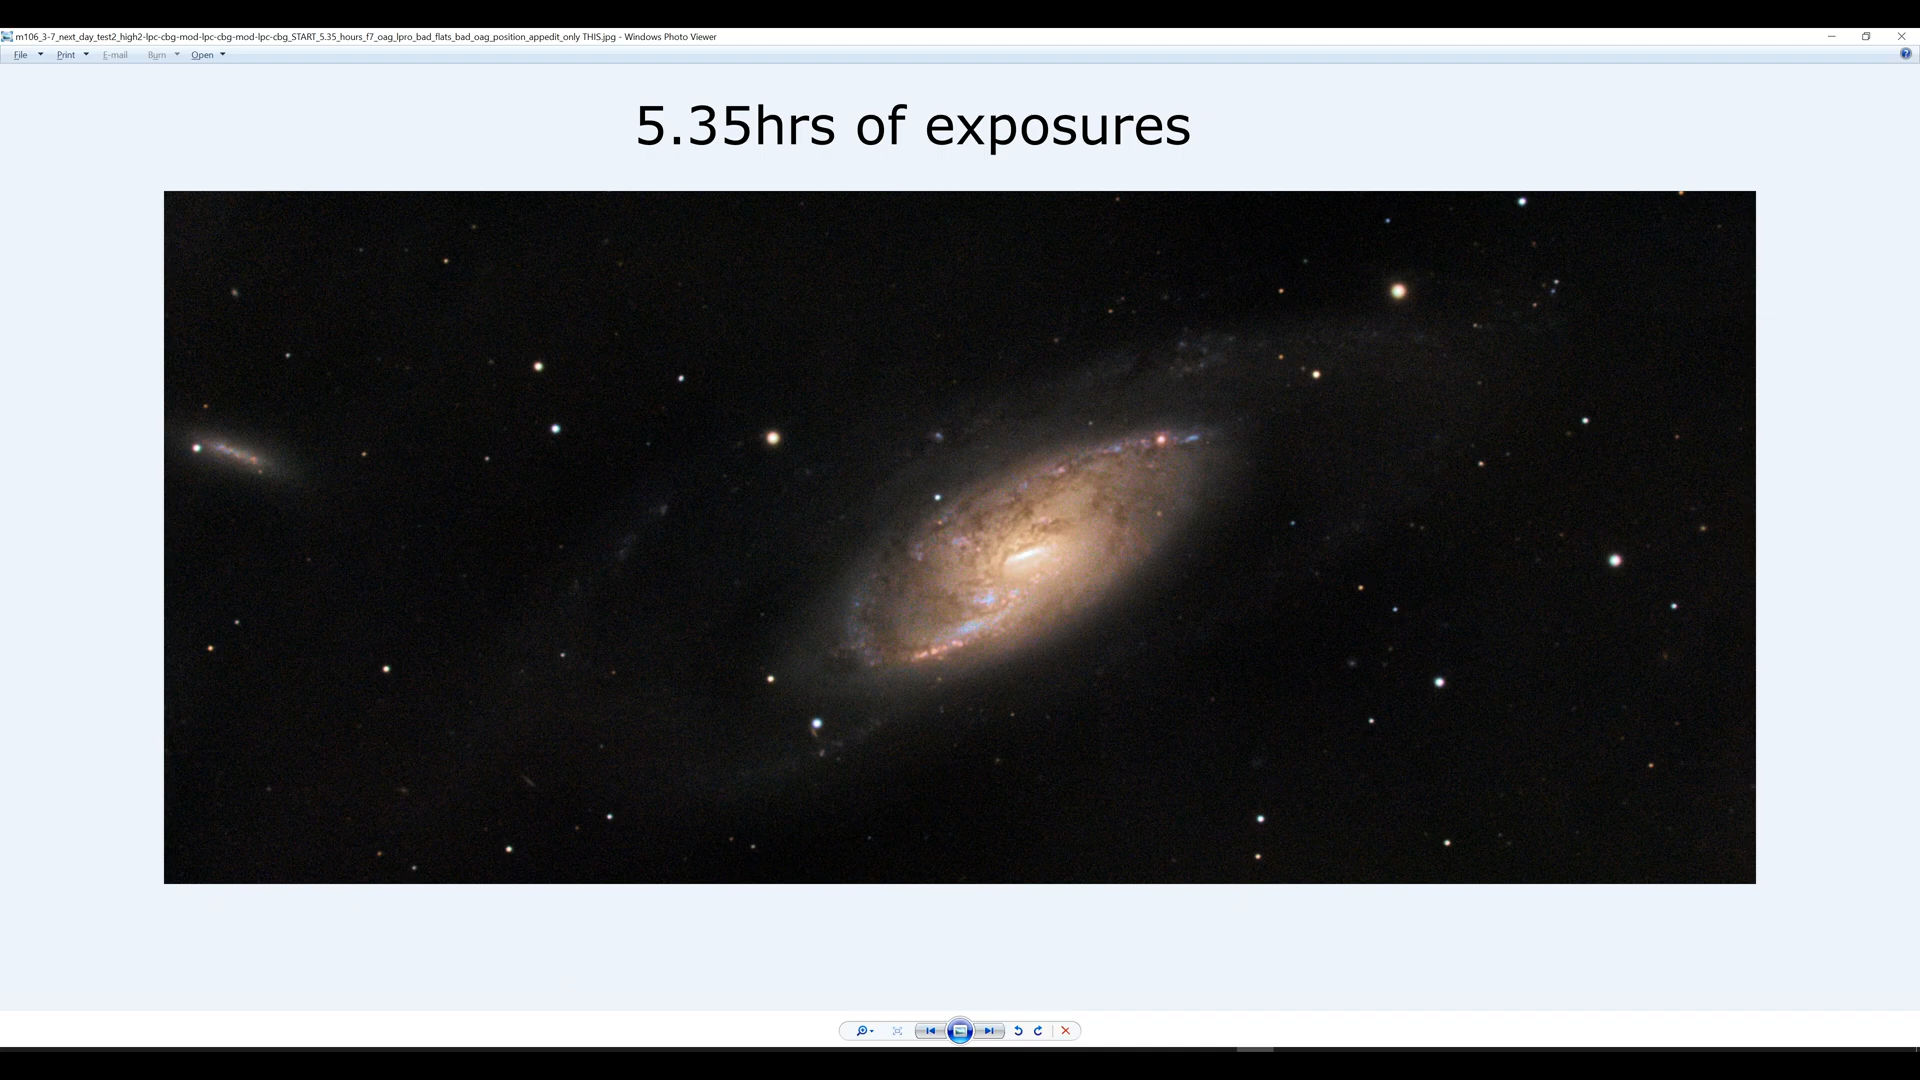 m106_3-7_next_day_test2_high2-lpc-cbg-mod-lpc-cbg-mod-lpc-cbg_START_5.35_hours_f7_oag_lpro_bad_flats_bad_oag_position_appedit_only THIS.jpg - Windows Photo Viewer
File Print E-mail Burn Open
5.35hrs of exposures